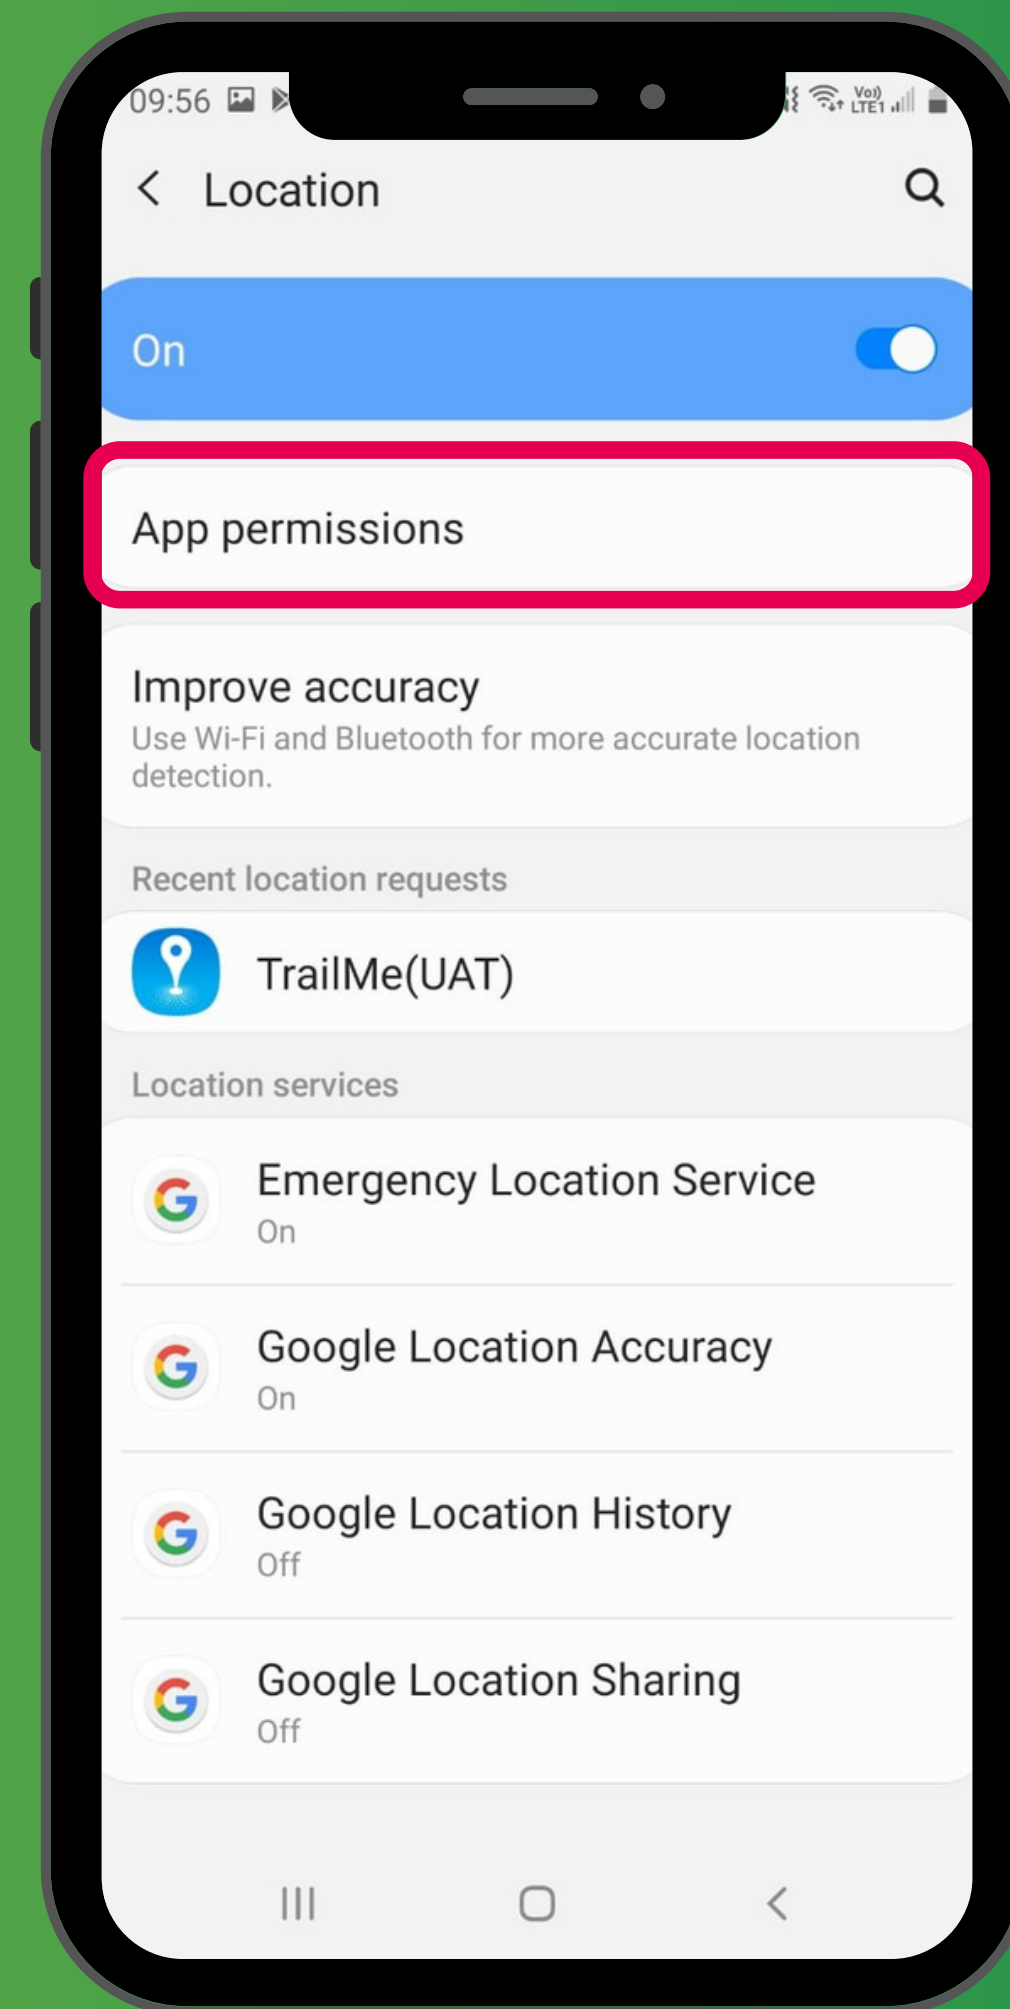 09:56
Vo))
LTE1
Location
On
App permissions
Improve accuracy
Use Wi-Fi and Bluetooth for more accurate location
detection.
Recent location requests
TrailMe(UAT)
Location services
Emergency Location Service
On
Google Location Accuracy
On
Google Location History
Off
Google Location Sharing
Off